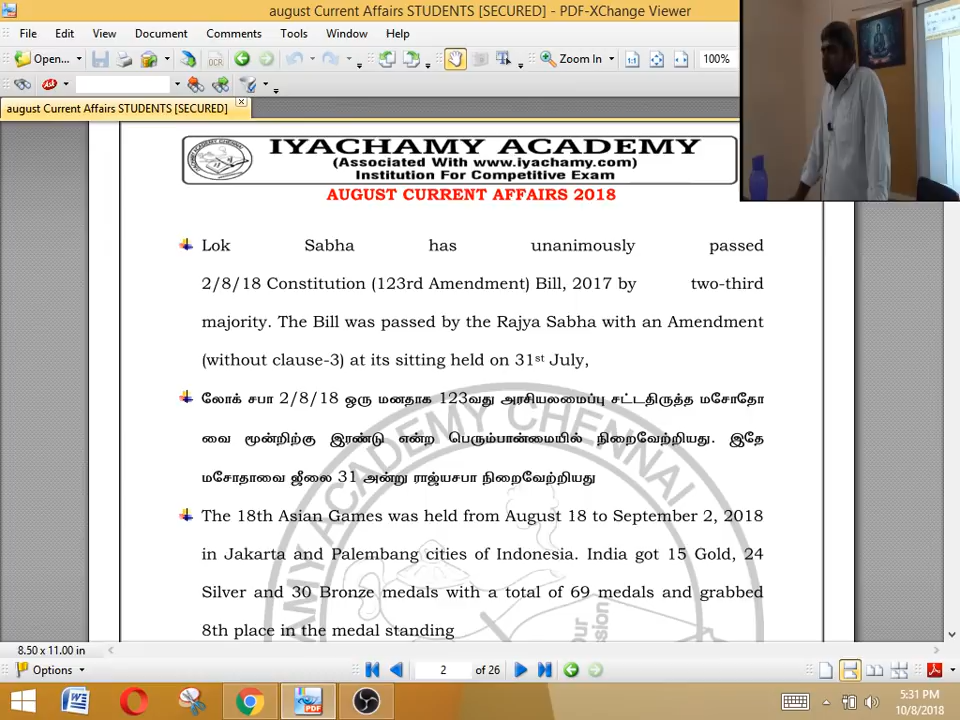 august Current Affairs STUDENTS [SECURED] - PDF-XChange Viewer
File Edit View Document Comments Tools Window Help
Open... OCR Zoom In 1:1 100%
august Current Affairs STUDENTS [SECURED]
IYACHAMY ACADEMY
(Associated With www.iyachamy.com)
Institution For Competitive Exam
AUGUST CURRENT AFFAIRS 2018
Lok Sabha has unanimously passed
2/8/18 Constitution (123rd Amendment) Bill, 2017 by two-third
majority. The Bill was passed by the Rajya Sabha with an Amendment
(without clause-3) at its sitting held on 31st July,
லோக் சபா 2/8/18 ஒரு மனதாக 123வது அரசியலமைப்பு சட்டதிருத்த மசோதோ
வை மூன்றிற்கு இரண்டு என்ற பெரும்பான்மையில் நிறைவேற்றியது. இதே
மசோதாவை ஜீலை 31 அன்று ராஜ்யசபா நிறைவேற்றியது
The 18th Asian Games was held from August 18 to September 2, 2018
in Jakarta and Palembang cities of Indonesia. India got 15 Gold, 24
Silver and 30 Bronze medals with a total of 69 medals and grabbed
8th place in the medal standing
8.50 x 11.00 in
Options 2 of 26
5:31 PM
10/8/2018